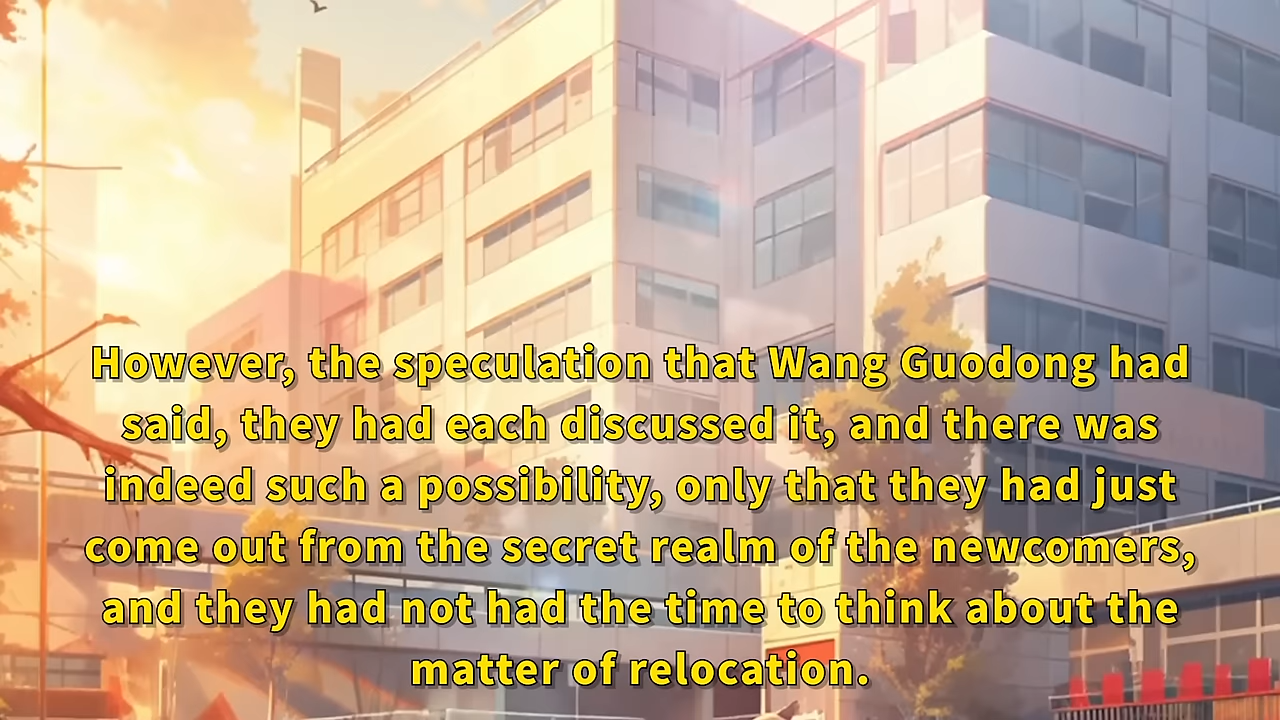 However, the speculation that Wang Guodong had
said, they had each discussed it, and there was
indeed such a possibility, only that they had just
come out from the secret realm of the newcomers,
and they had not had the time to think about the
matter of relocation.